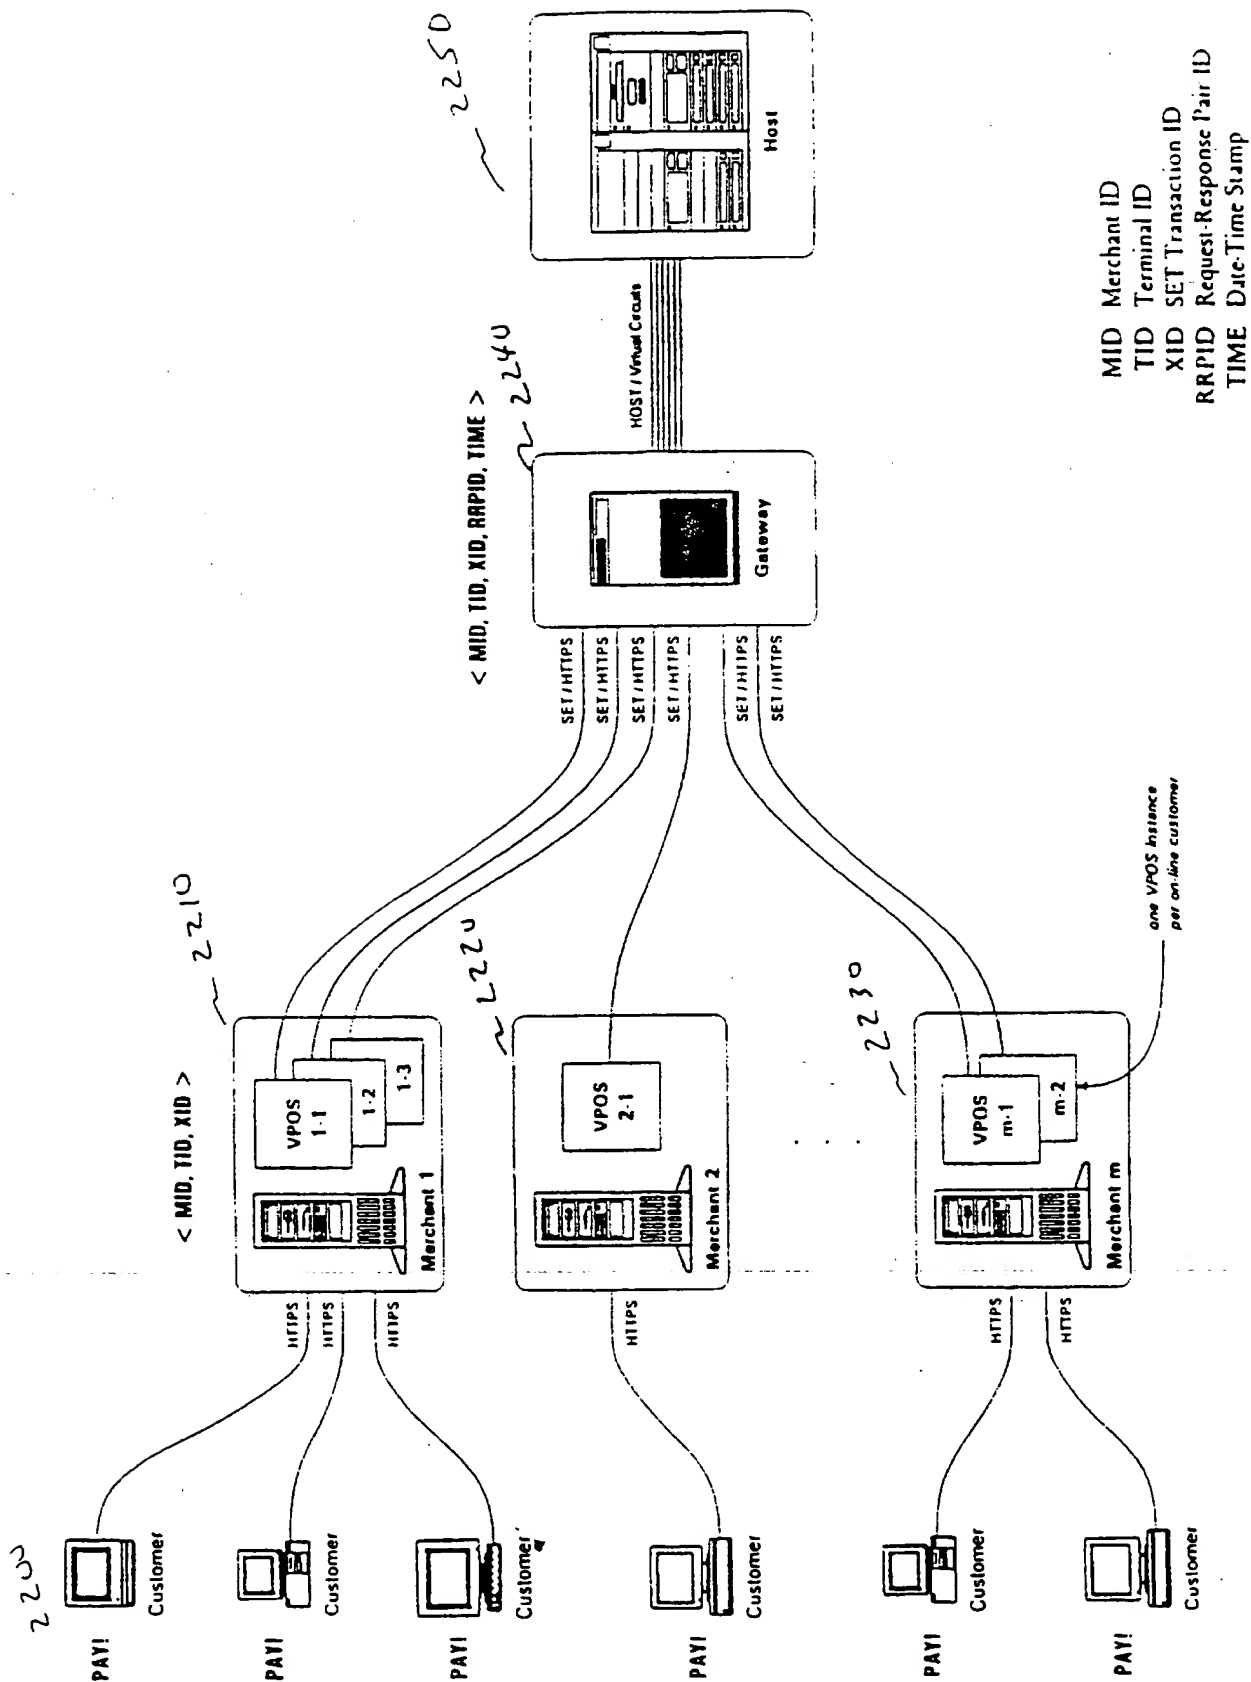 2200
PAY!
Customer
PAY!
Customer
PAY!
Customer
PAY!
Customer
PAY!
Customer
PAY!
Customer
HTTPS
HTTPS
HTTPS
HTTPS
HTTPS
HTTPS
< MID, TID, XID >
2210
VPOS
1-1
1-2
1-3
Merchant 1
2220
VPOS
2-1
Merchant 2
. . . .
2230
VPOS
m-1
m-2
Merchant m
one VPOS Instance
per on-line customer
SET/HTTPS
SET/HTTPS
SET/HTTPS
SET/HTTPS
SET/HTTPS
SET/HTTPS
< MID, TID, XID, RRPID, TIME >
2240
Gateway
HOST/Virtual Circuits
2250
Host
MID Merchant ID
TID Terminal ID
XID SET Transaction ID
RRPID Request-Response Pair ID
TIME Date-Time Stamp